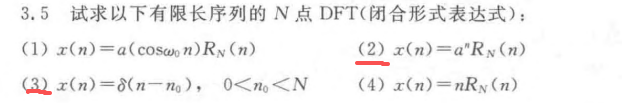 3.5 试求以下有限长序列的 N 点 DFT(闭合形式表达式):
(1) x(n)=a(cosω₀n)R_N(n) (2) x(n)=aⁿR_N(n)
(3) x(n)=δ(n−n₀), 0<n₀<N (4) x(n)=nR_N(n)